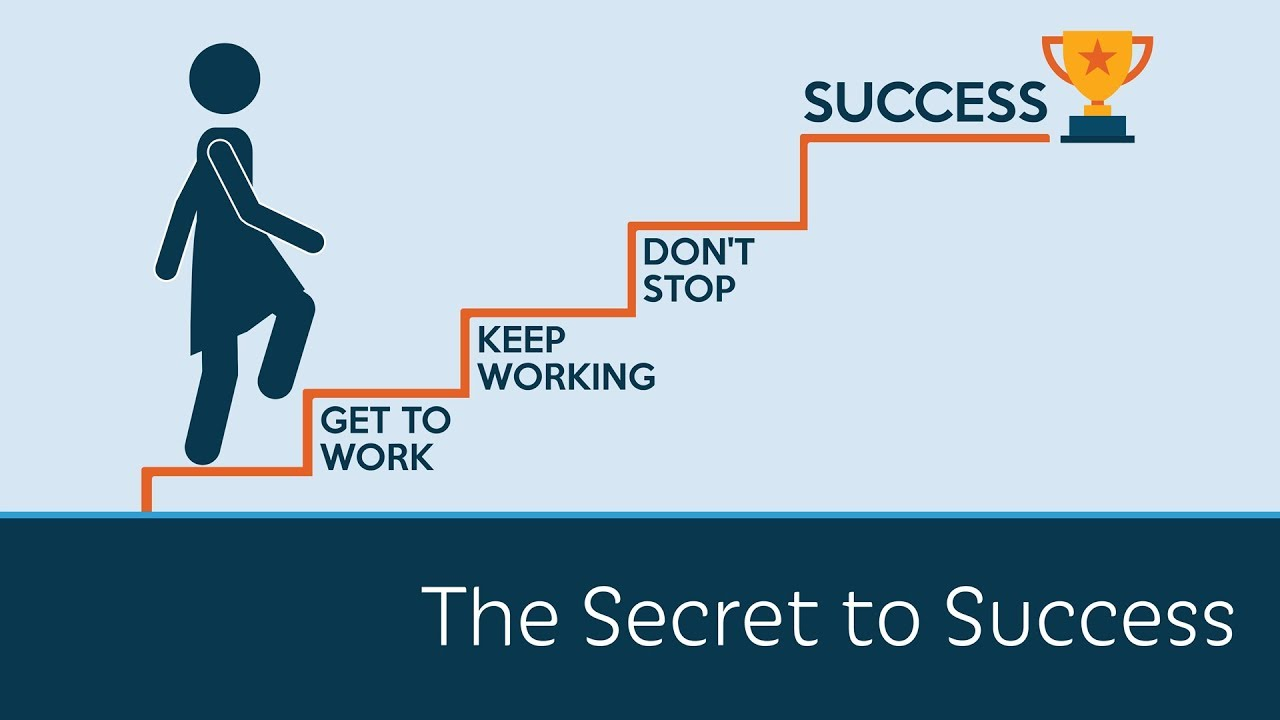 SUCCESS
DON'T
STOP
KEEP
WORKING
GET TO
WORK
The Secret to Success